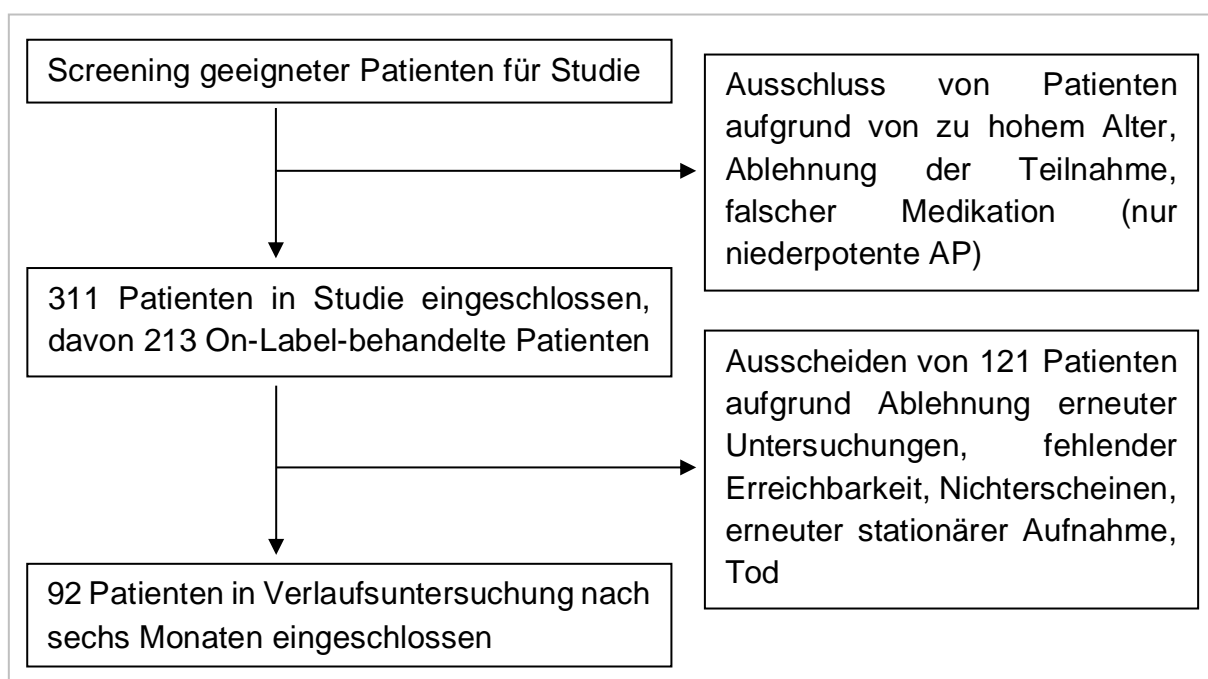 Screening geeigneter Patienten für Studie
Ausschluss von Patienten
aufgrund von zu hohem Alter,
Ablehnung der Teilnahme,
falscher Medikation (nur
niederpotente AP)
311 Patienten in Studie eingeschlossen,
davon 213 On-Label-behandelte Patienten
Ausscheiden von 121 Patienten
aufgrund Ablehnung erneuter
Untersuchungen, fehlender
Erreichbarkeit, Nichterscheinen,
erneuter stationärer Aufnahme,
Tod
92 Patienten in Verlaufsuntersuchung nach
sechs Monaten eingeschlossen